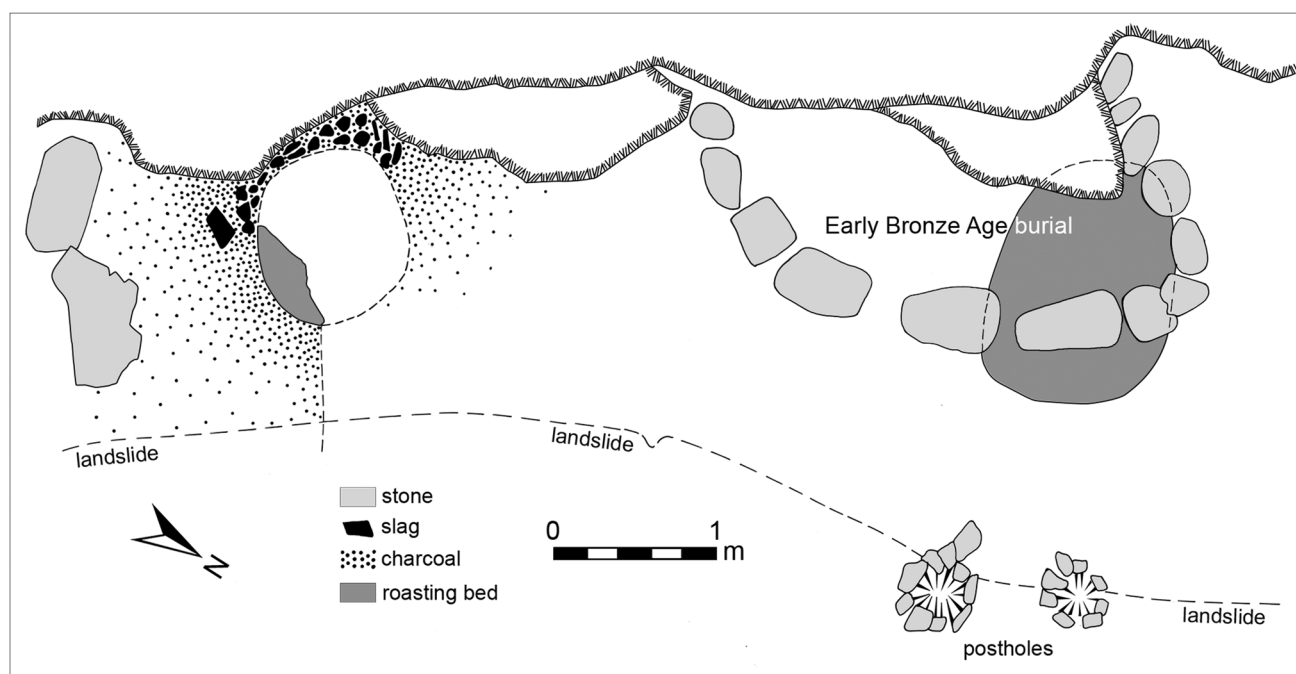 Early Bronze Age burial
landslide
landslide
stone
slag
charcoal
roasting bed
N
0 1
m
landslide
postholes